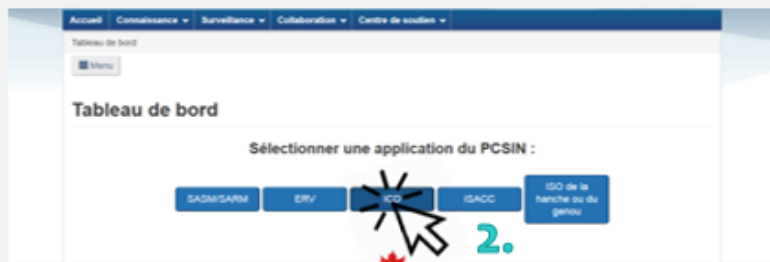 Accueil Connaissance Surveillance Collaboration Centre de soutien
Tableau de bord
Menu
Tableau de bord
Sélectionner une application du PCSIN :
SASM/SARM ERV ICD ISACC ISO de la hanche ou du genou
2.